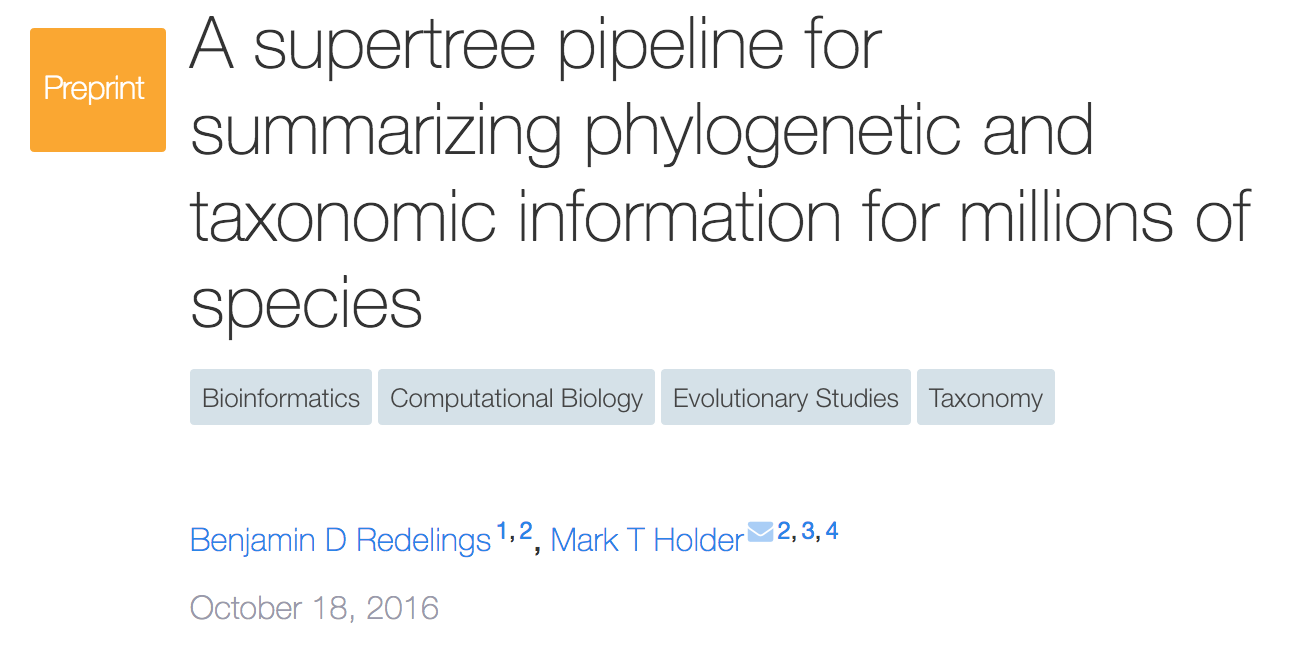 Preprint
A supertree pipeline for
summarizing phylogenetic and
taxonomic information for millions of
species
Bioinformatics Computational Biology Evolutionary Studies Taxonomy
Benjamin D Redelings 1,2, Mark T Holder 2,3,4
October 18, 2016